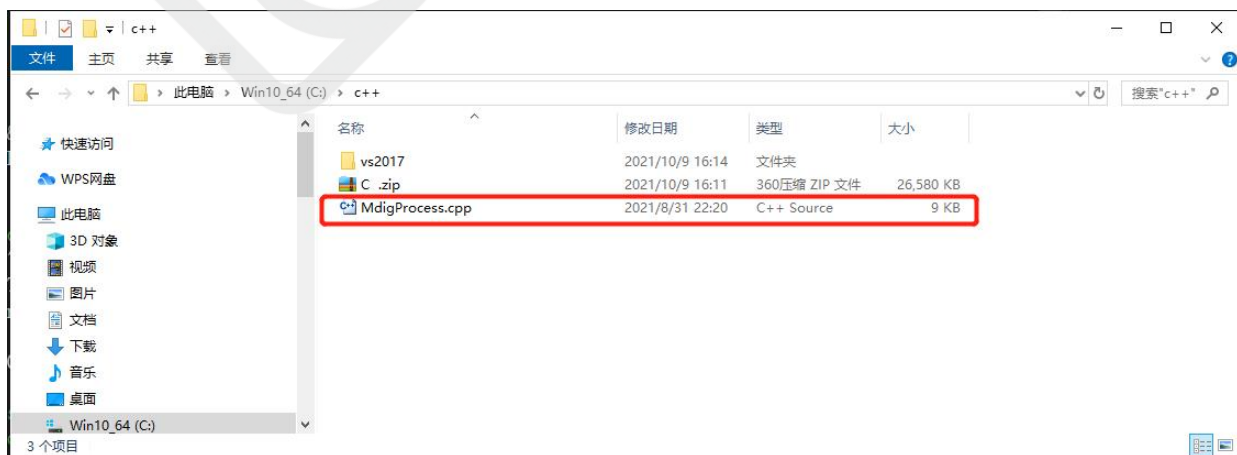 c++
文件 主页 共享 查看
此电脑 › Win10_64 (C:) › c++ 搜索"c++"
名称 修改日期 类型 大小
快速访问
WPS网盘
此电脑
3D 对象
视频
图片
文档
下载
音乐
桌面
Win10_64 (C:)
vs2017 2021/10/9 16:14 文件夹
C .zip 2021/10/9 16:11 360压缩 ZIP 文件 26,580 KB
MdigProcess.cpp 2021/8/31 22:20 C++ Source 9 KB
3 个项目